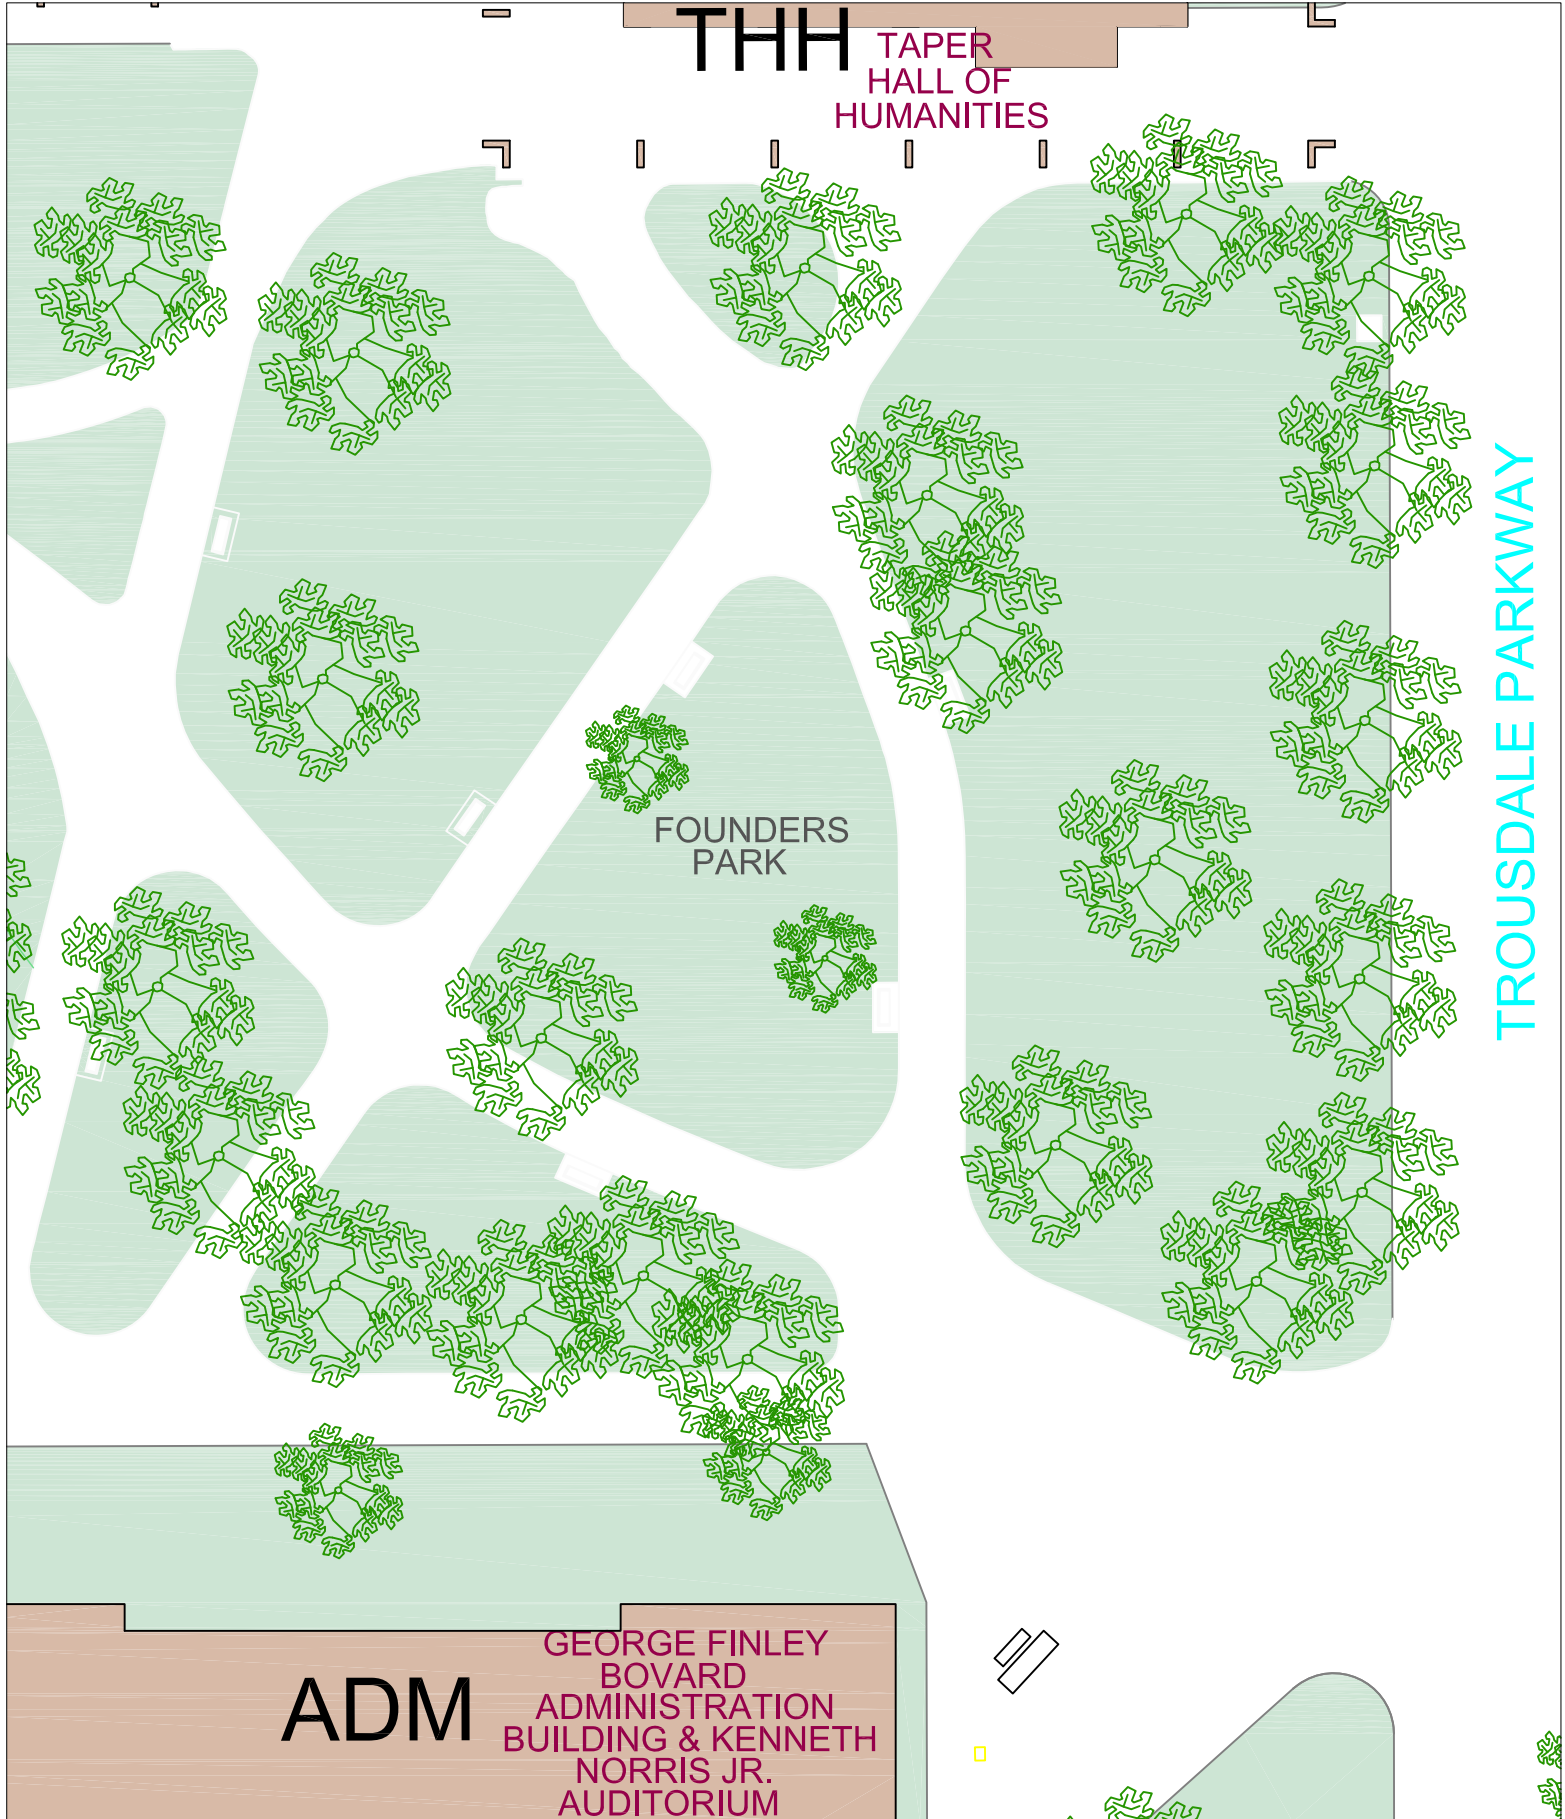 THH
TAPER
HALL OF
HUMANITIES
TROUSDALE PARKWAY
FOUNDERS
PARK
ADM
GEORGE FINLEY
BOVARD
ADMINISTRATION
BUILDING & KENNETH
NORRIS JR.
AUDITORIUM